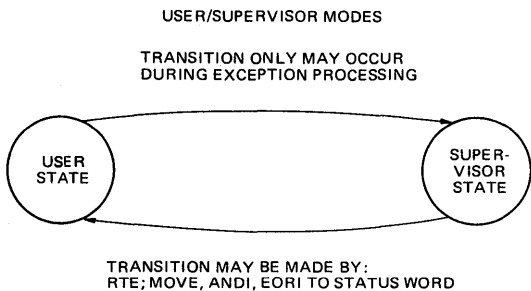 USER/SUPERVISOR MODES
TRANSITION ONLY MAY OCCUR
DURING EXCEPTION PROCESSING
USER
STATE
SUPER-
VISOR
STATE
TRANSITION MAY BE MADE BY:
RTE; MOVE, ANDI, EORI TO STATUS WORD